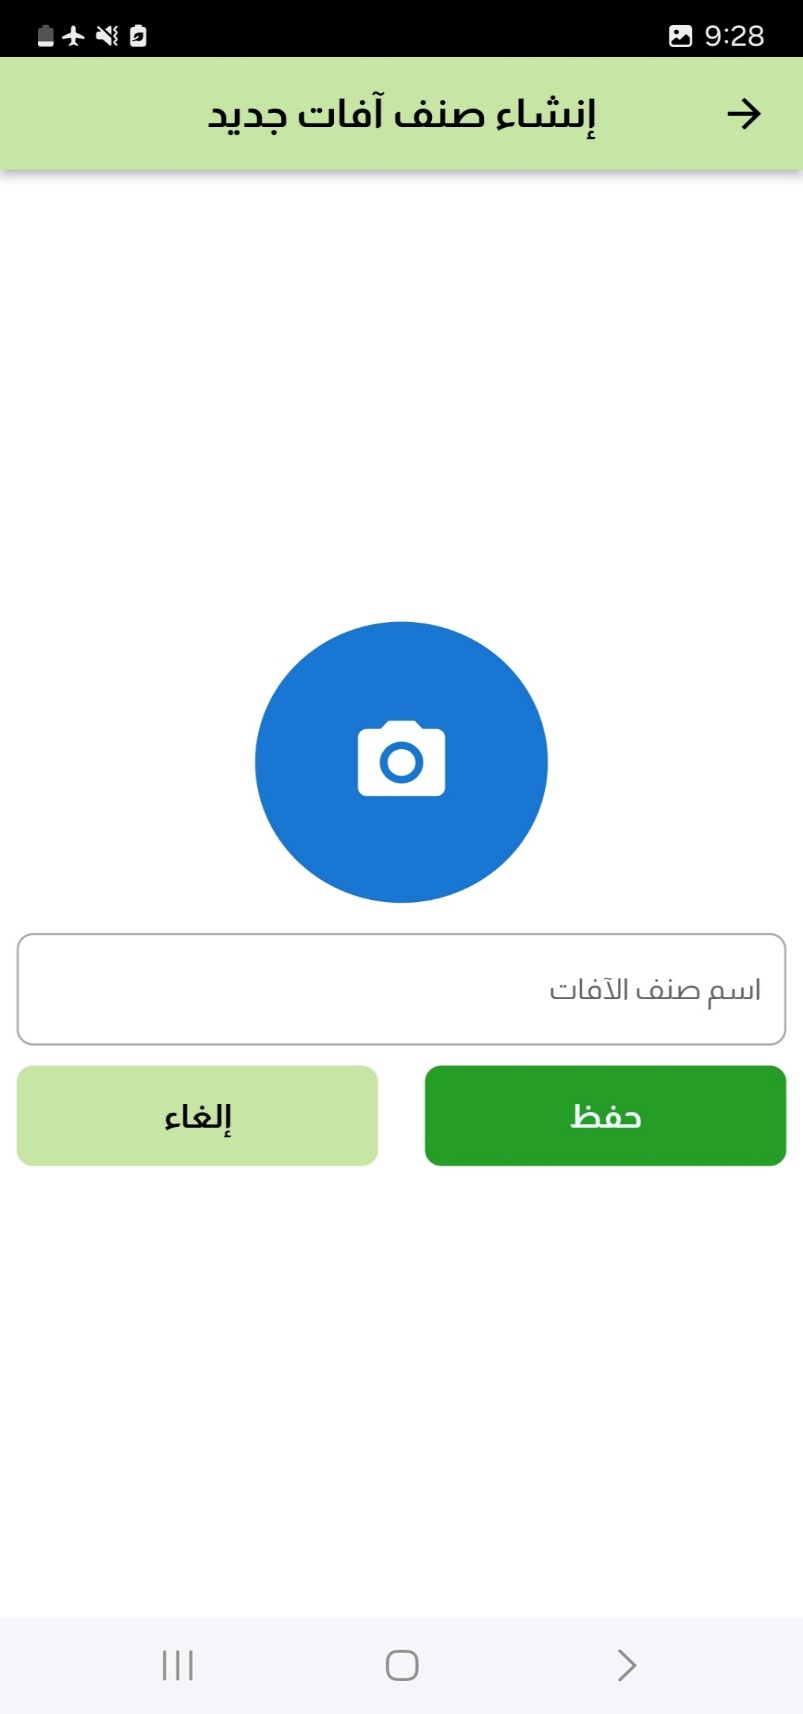 9:28
إنشاء صنف آفات جديد
اسم صنف الآفات
حفظ
إلغاء